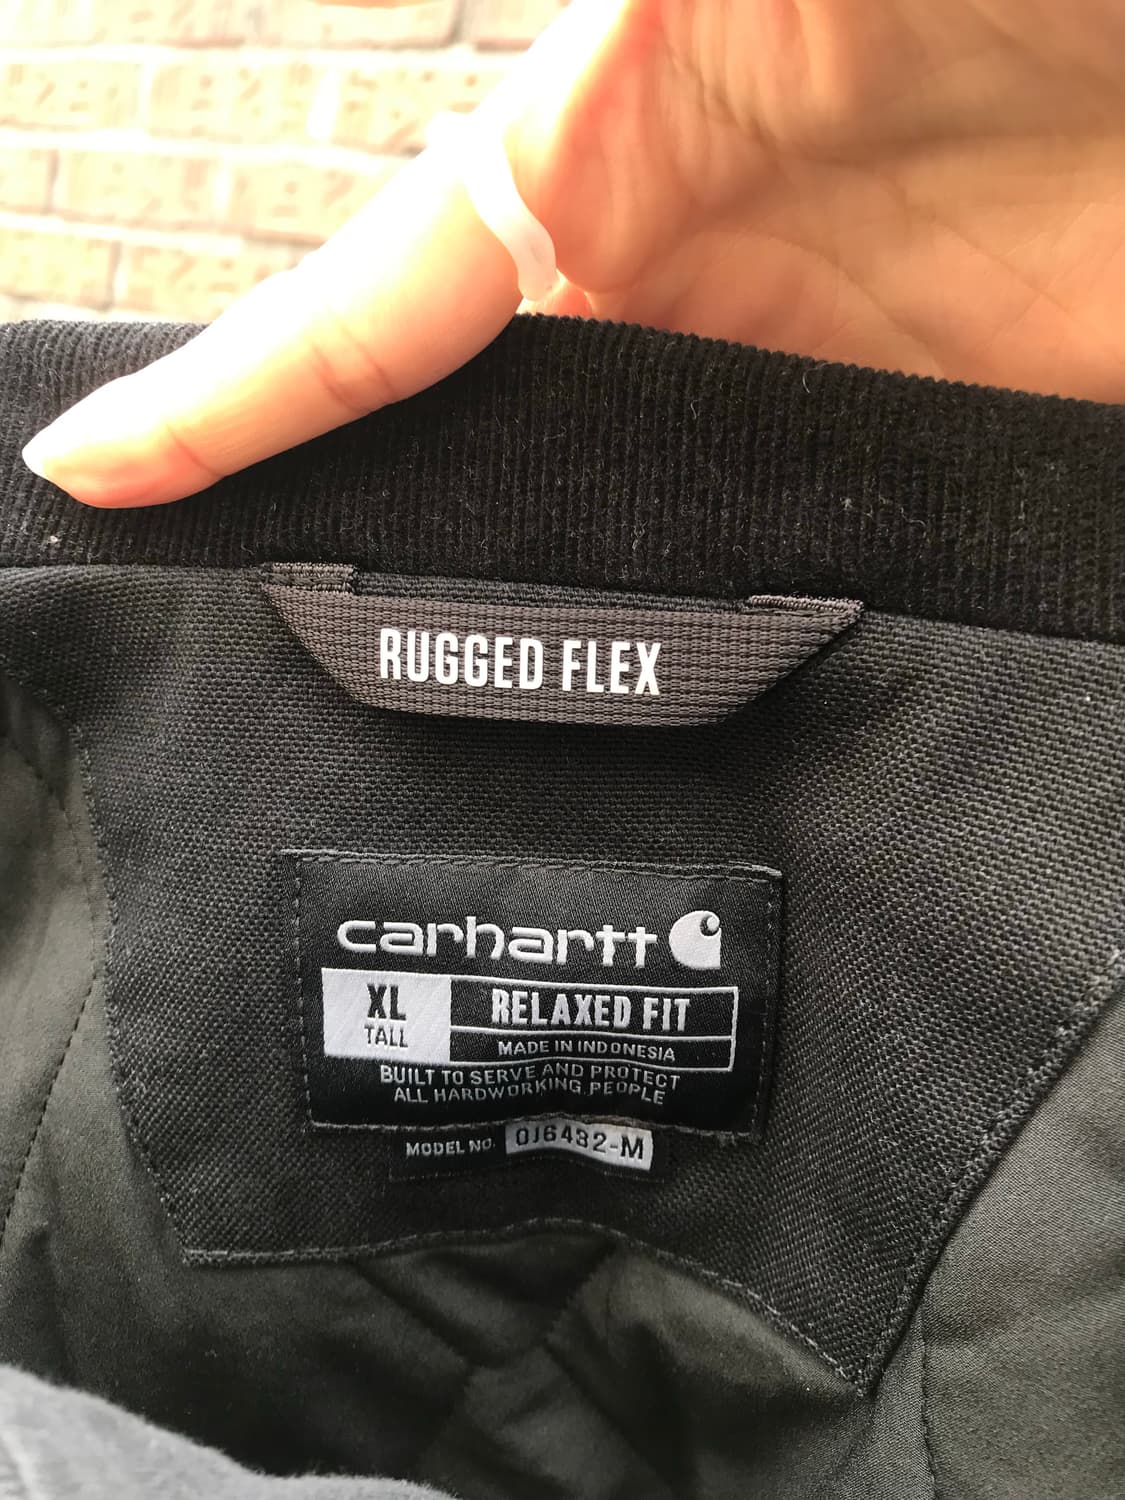 RUGGED FLEX
carhartt
XL
TALL
RELAXED FIT
MADE IN INDONESIA
BUILT TO SERVE AND PROTECT
ALL HARDWORKING PEOPLE
MODEL NO. OJ6482-M